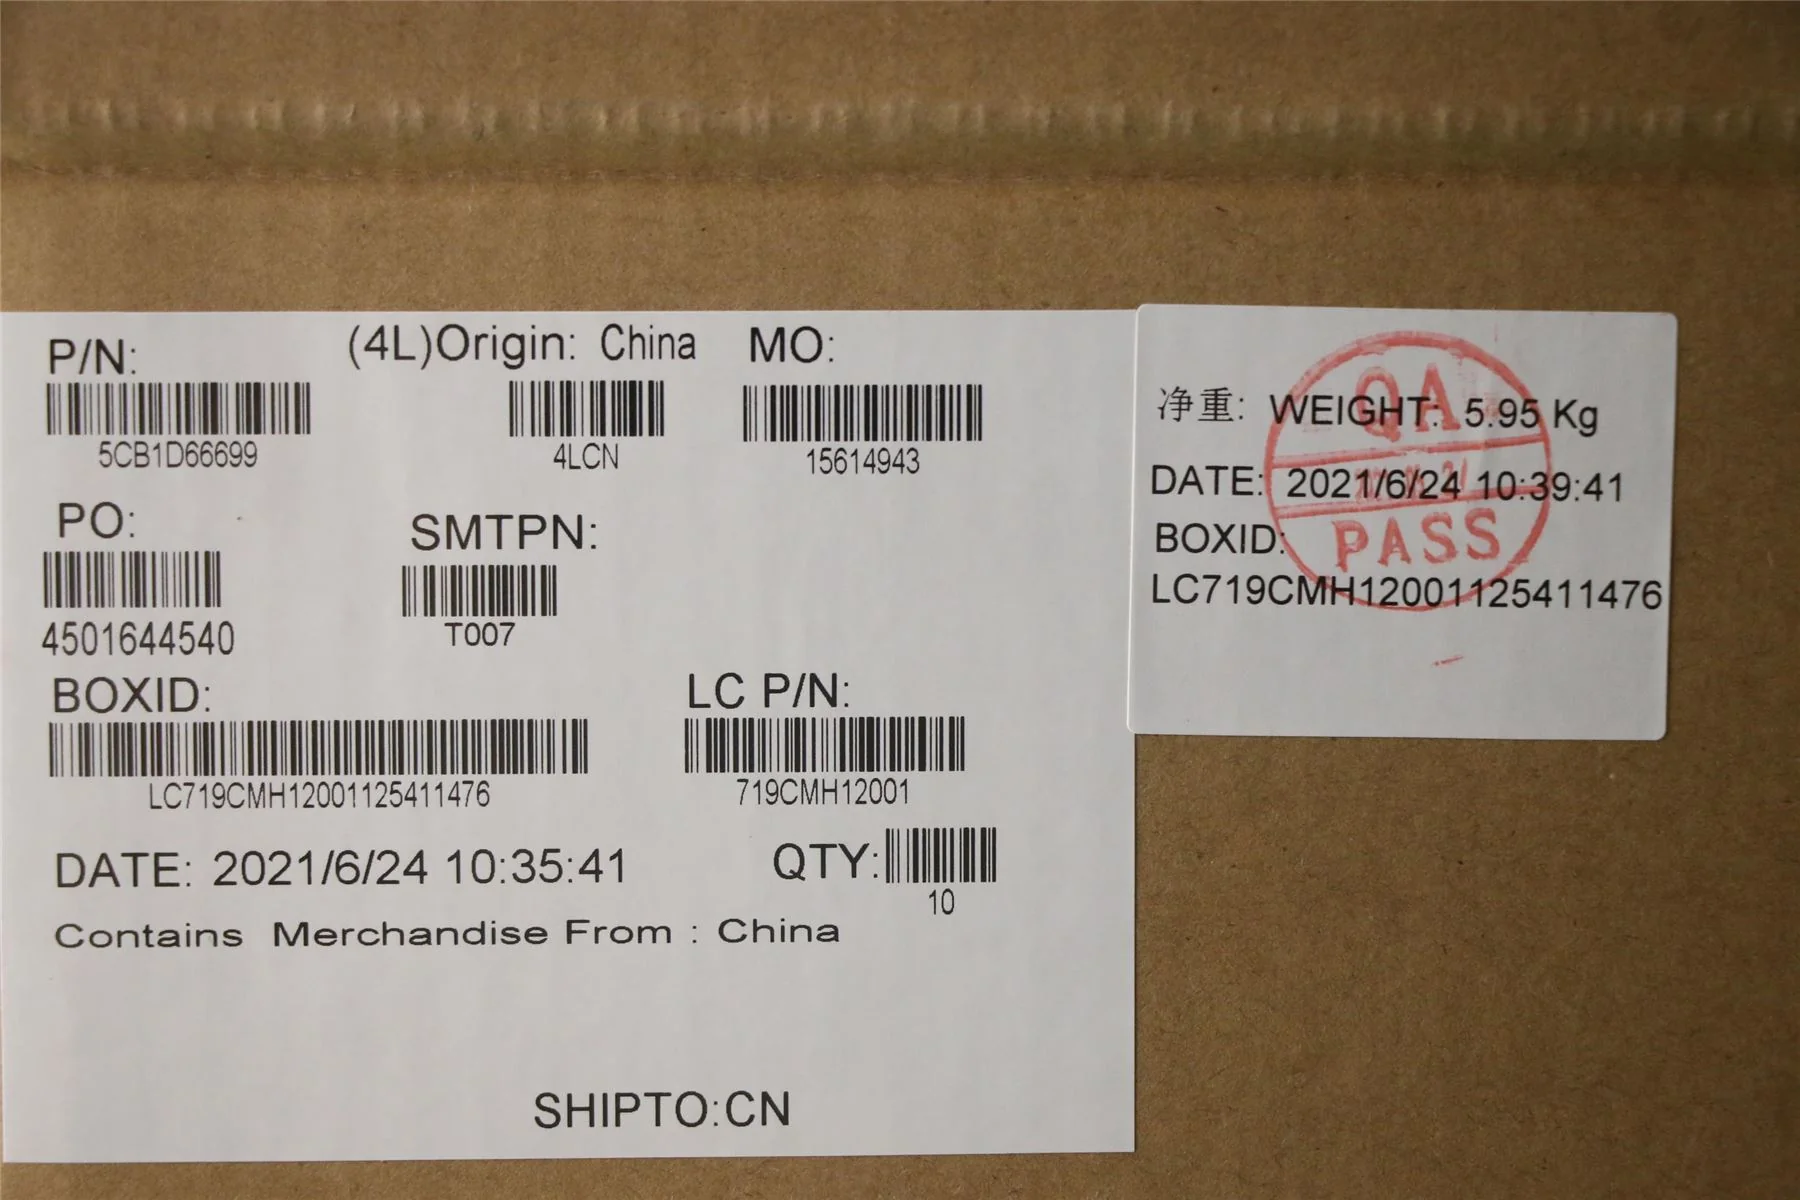 P/N:
(4L)Origin: China
MO:
5CB1D66699
4LCN
15614943
PO:
SMTPN:
4501644540
T007
BOXID:
LC P/N:
LC719CMH12001125411476
719CMH12001
DATE: 2021/6/24 10:35:41
QTY:
10
Contains Merchandise From : China
SHIPTO:CN
净重: WEIGHT: 5.95 Kg
DATE: 2021/6/24 10:39:41
BOXID:
LC719CMH12001125411476
QA
PASS